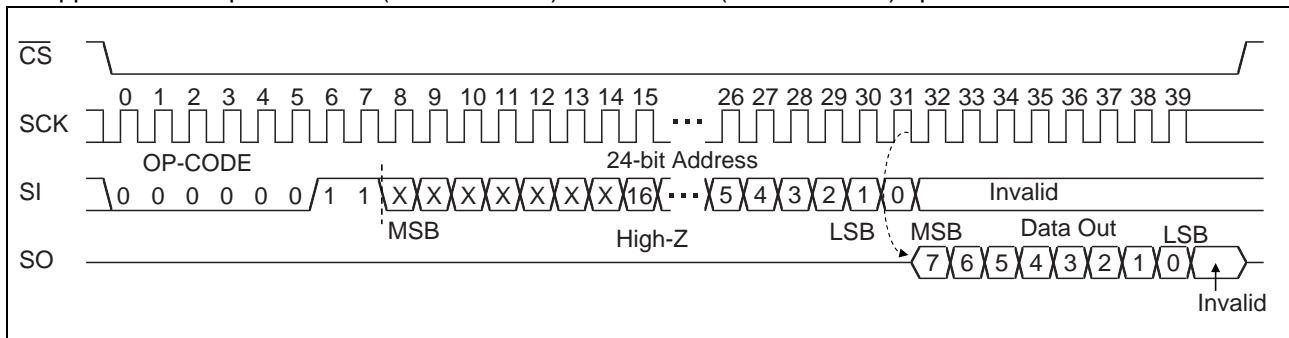 CS
0 1 2 3 4 5 6 7 8 9 10 11 12 13 14 15 26 27 28 29 30 31 32 33 34 35 36 37 38 39
SCK
OP-CODE 24-bit Address
SI 0 0 0 0 0 0 1 1 X X X X X X X 16 5 4 3 2 1 0 Invalid
MSB High-Z LSB MSB Data Out LSB
SO 7 6 5 4 3 2 1 0
Invalid